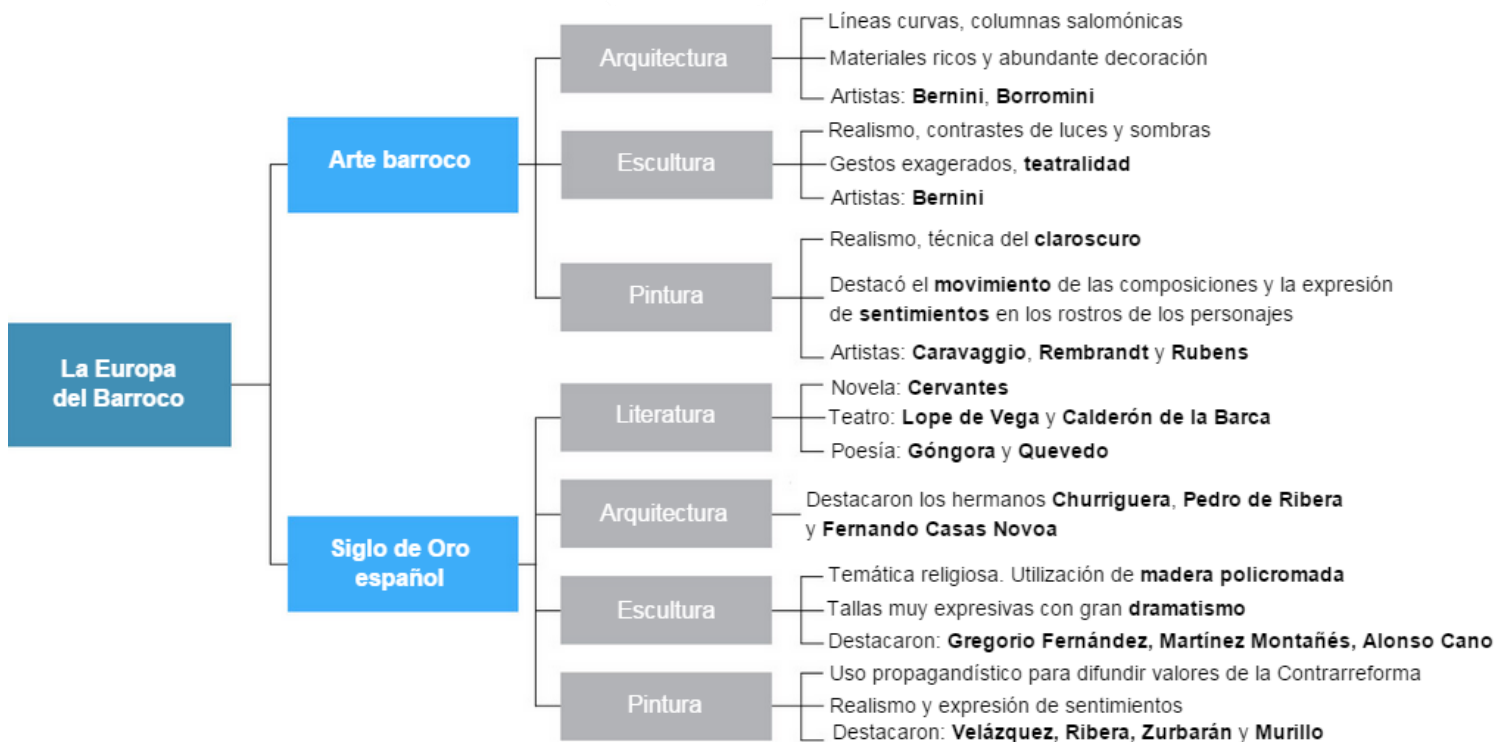 La Europa
del Barroco
Arte barroco
Arquitectura
Líneas curvas, columnas salomónicas
Materiales ricos y abundante decoración
Artistas: Bernini, Borromini
Escultura
Realismo, contrastes de luces y sombras
Gestos exagerados, teatralidad
Artistas: Bernini
Pintura
Realismo, técnica del claroscuro
Destacó el movimiento de las composiciones y la expresión
de sentimientos en los rostros de los personajes
Artistas: Caravaggio, Rembrandt y Rubens
Siglo de Oro
español
Literatura
Novela: Cervantes
Teatro: Lope de Vega y Calderón de la Barca
Poesía: Góngora y Quevedo
Arquitectura
Destacaron los hermanos Churriguera, Pedro de Ribera
y Fernando Casas Novoa
Escultura
Temática religiosa. Utilización de madera policromada
Tallas muy expresivas con gran dramatismo
Destacaron: Gregorio Fernández, Martínez Montañés, Alonso Cano
Pintura
Uso propagandístico para difundir valores de la Contrarreforma
Realismo y expresión de sentimientos
Destacaron: Velázquez, Ribera, Zurbarán y Murillo